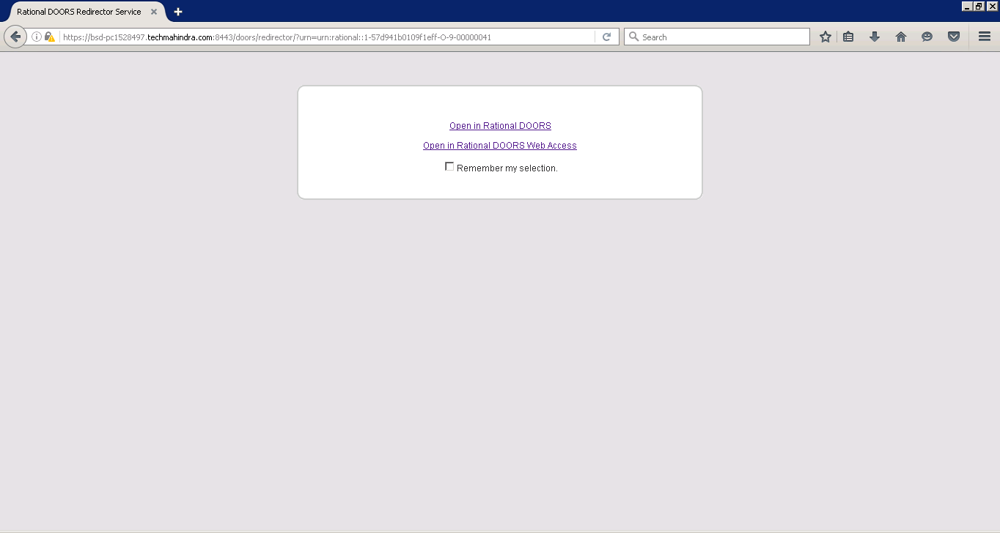 Rational DOORS Redirector Service
https://bsd-pc1528497.techmahindra.com:8443/doors/redirector/?urn=urn:rational::1-57d941b0109f1eff-O-9-00000041
Search
Open in Rational DOORS
Open in Rational DOORS Web Access
Remember my selection.